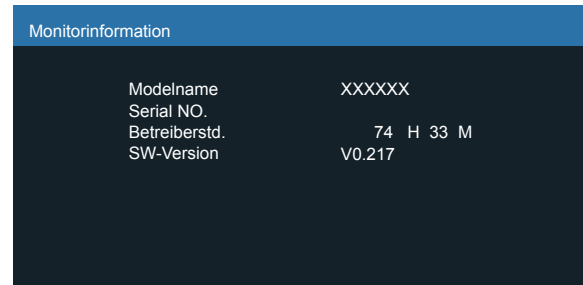 Monitorinformation
Modelname XXXXXX
Serial NO.
Betreiberstd. 74 H 33 M
SW-Version V0.217